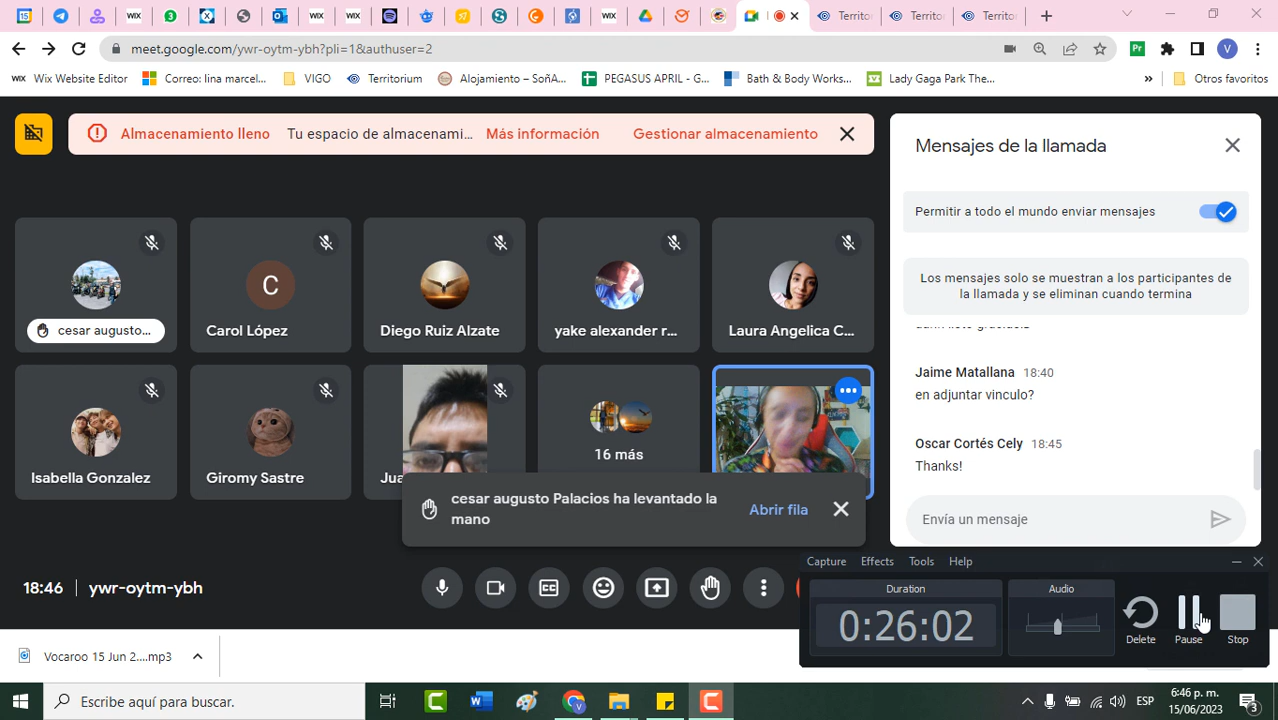 Territo
Territo
Territo
meet.google.com/ywr-oytm-ybh?pli=1&authuser=2
Wix Website Editor
Correo: lina marcel...
VIGO
Territorium
Alojamiento – SoñA...
PEGASUS APRIL - G...
Bath & Body Works...
Lady Gaga Park The...
»
Otros favoritos
Almacenamiento lleno Tu espacio de almacenami... Más información Gestionar almacenamiento
Mensajes de la llamada
Permitir a todo el mundo enviar mensajes
Los mensajes solo se muestran a los participantes de
la llamada y se eliminan cuando termina
Jaime Matallana 18:40
en adjuntar vinculo?
Oscar Cortés Cely 18:45
Thanks!
Envía un mensaje
cesar augusto...
C
Carol López
Diego Ruiz Alzate
yake alexander r...
Laura Angelica C...
Isabella Gonzalez
Giromy Sastre
Jua
16 más
cesar augusto Palacios ha levantado la
mano
Abrir fila
18:46 | ywr-oytm-ybh
Capture Effects Tools Help
Duration
0:26:02
Audio
Delete
Pause
Stop
Vocaroo 15 Jun 2....mp3
Escribe aquí para buscar.
ESP
6:46 p. m.
15/06/2023
3